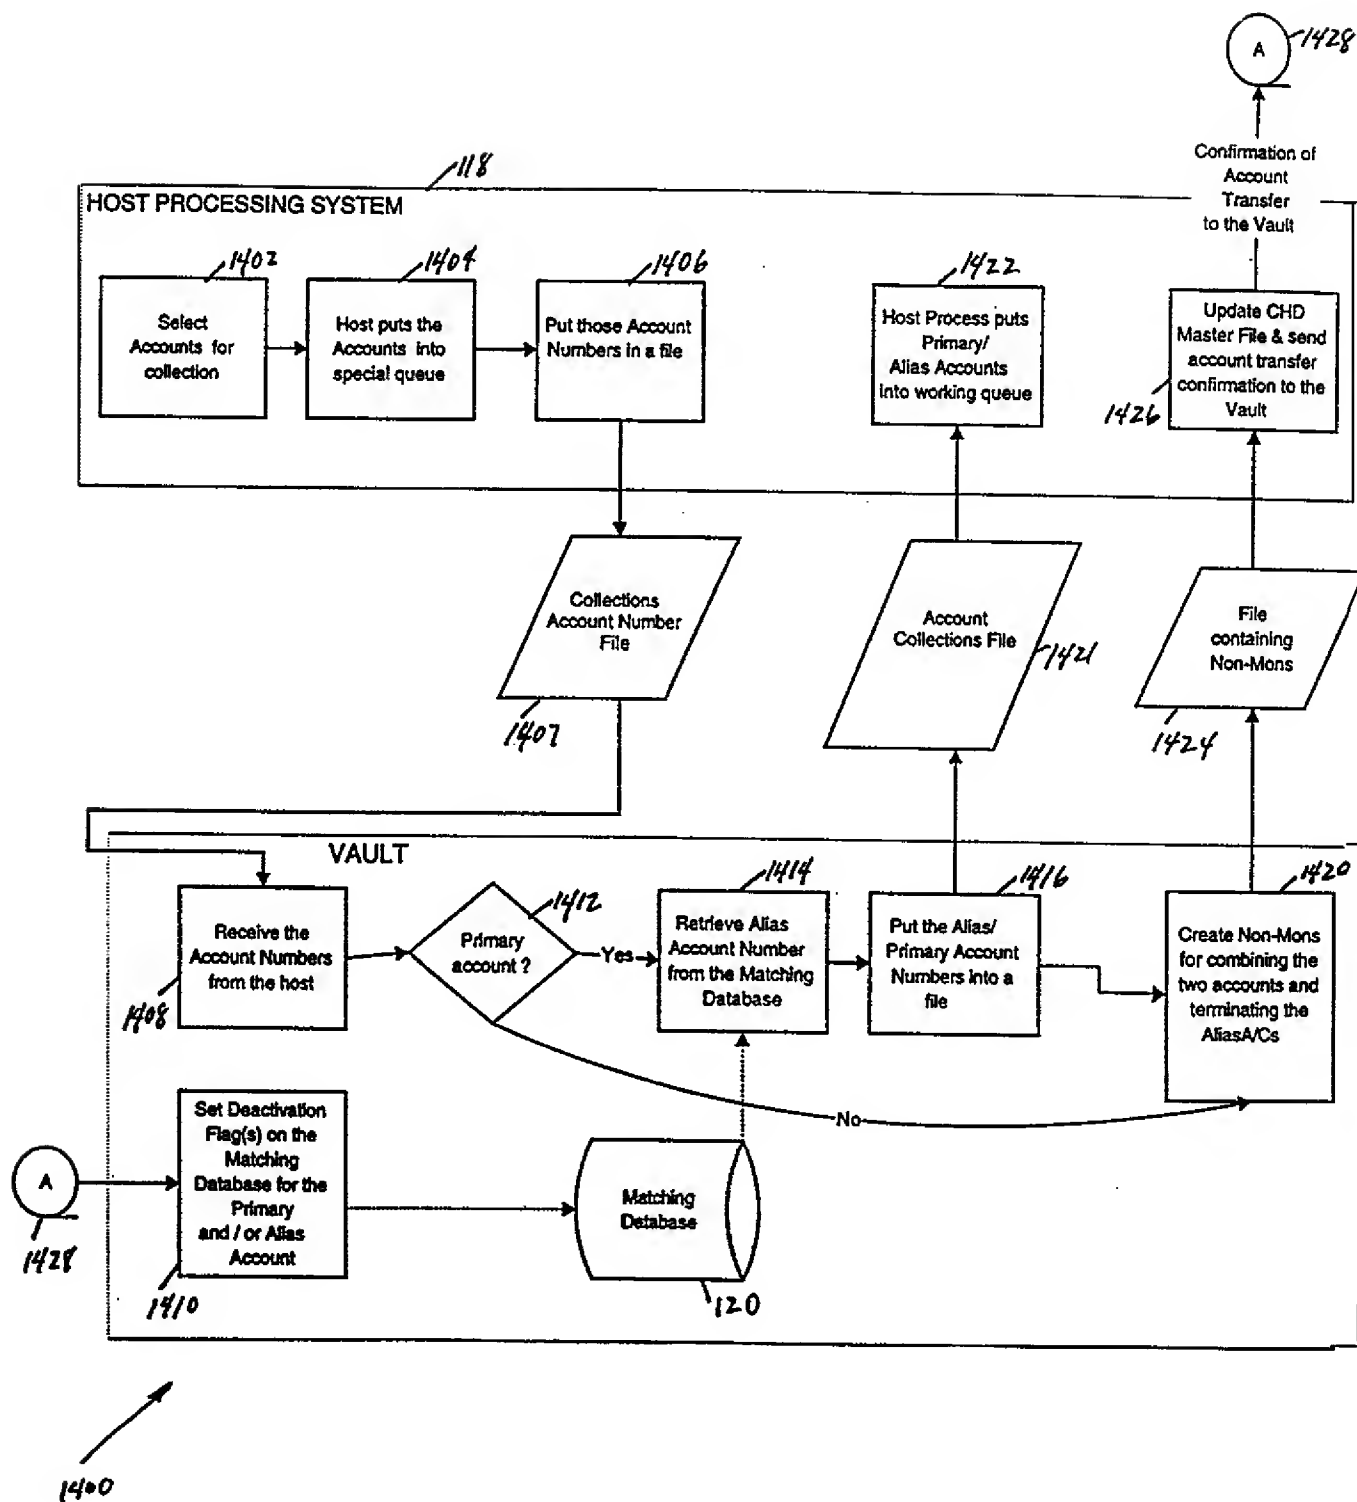 A
1428
Confirmation of
Account
Transfer
to the Vault
118
HOST PROCESSING SYSTEM
1402
Select
Accounts for
collection
1404
Host puts the
Accounts into
special queue
1406
Put those Account
Numbers in a file
1422
Host Process puts
Primary/
Alias Accounts
into working queue
Update CHD
Master File & send
account transfer
confirmation to the
Vault
1426
Collections
Account Number
File
1407
Account
Collections File
1421
File
containing
Non-Mons
1424
VAULT
Receive the
Account Numbers
from the host
1408
1412
Primary
account ?
Yes
1414
Retrieve Alias
Account Number
from the Matching
Database
1416
Put the Alias/
Primary Account
Numbers into a
file
1420
Create Non-Mons
for combining the
two accounts and
terminating the
AliasA/Cs
No
A
1428
Set Deactivation
Flag(s) on the
Matching
Database for the
Primary
and / or Alias
Account
1410
Matching
Database
120
1400